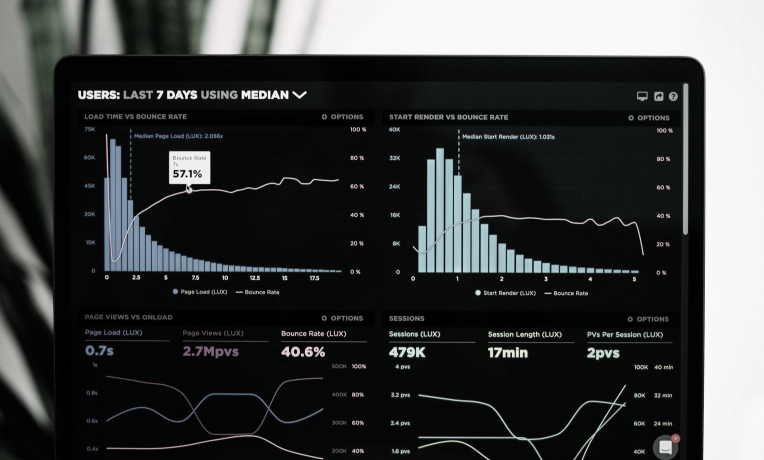 USERS: LAST 7 DAYS USING MEDIAN
LOAD TIME VS BOUNCE RATE
OPTIONS
75K
60K
45K
30K
15K
0
100 %
80 %
60 %
40 %
20 %
0 %
Median Page Load (LUX): 2.056s
Bounce Rate
7s
57.1%
0
2.5
5
7.5
10
12.5
15
17.5
Page Load (LUX)
Bounce Rate
START RENDER VS BOUNCE RATE
OPTIONS
40K
32K
24K
16K
8K
0
100 %
80 %
60 %
40 %
20 %
0 %
Median Start Render (LUX): 1.031s
0
1
2
3
4
5
Start Render (LUX)
Bounce Rate
PAGE VIEWS VS ONLOAD
OPTIONS
Page Load (LUX)
0.7s
Page Views (LUX)
2.7Mpvs
Bounce Rate (LUX)
40.6%
1s
0.8s
0.6s
0.4s
500K 100%
400K 80%
300K 60%
200K 40%
SESSIONS
OPTIONS
Sessions (LUX)
479K
Session Length (LUX)
17min
PVs Per Session (LUX)
2pvs
4 pvs
3.2 pvs
2.4 pvs
1.6 pvs
100K 40 min
80K 32 min
60K 24 min
40K